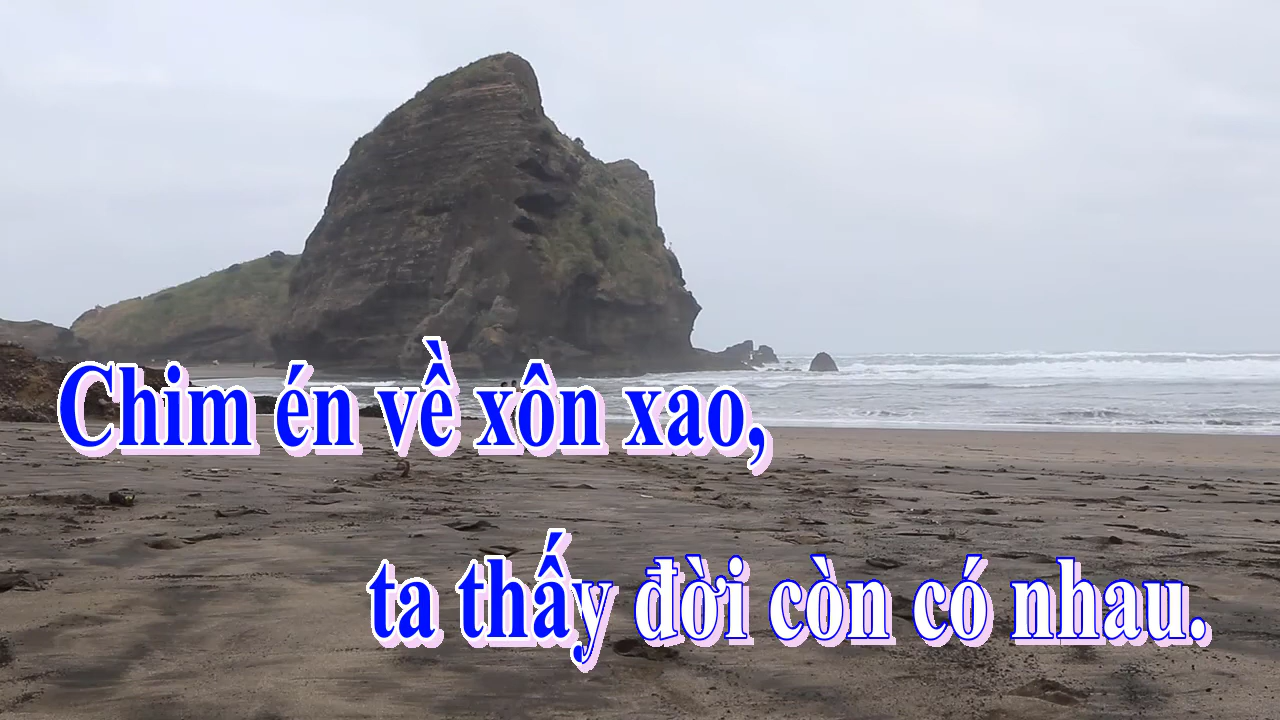 Chim én về xôn xao,
ta thấy đời còn có nhau.